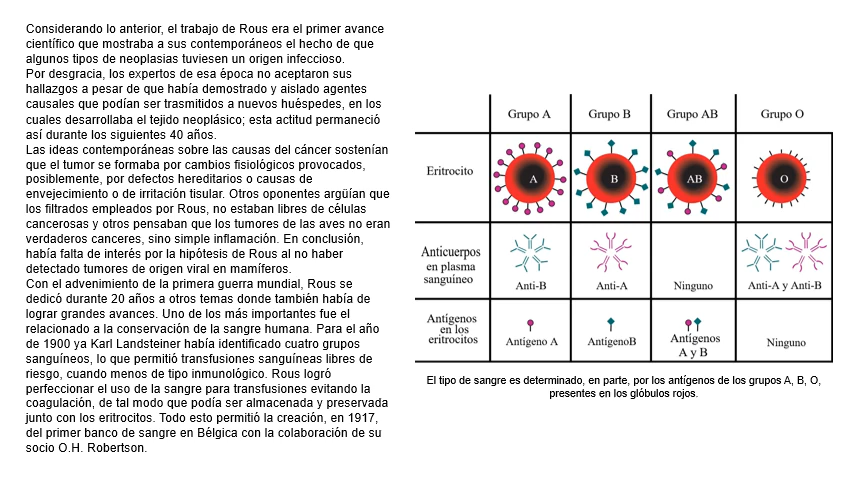 Considerando lo anterior, el trabajo de Rous era el primer avance
científico que mostraba a sus contemporáneos el hecho de que
algunos tipos de neoplasias tuviesen un origen infeccioso.
Por desgracia, los expertos de esa época no aceptaron sus
hallazgos a pesar de que había demostrado y aislado agentes
causales que podían ser trasmitidos a nuevos huéspedes, en los
cuales desarrollaba el tejido neoplásico; esta actitud permaneció
así durante los siguientes 40 años.
Las ideas contemporáneas sobre las causas del cáncer sostenían
que el tumor se formaba por cambios fisiológicos provocados,
posiblemente, por defectos hereditarios o causas de
envejecimiento o de irritación tisular. Otros oponentes argüían que
los filtrados empleados por Rous, no estaban libres de células
cancerosas y otros pensaban que los tumores de las aves no eran
verdaderos canceres, sino simple inflamación. En conclusión,
había falta de interés por la hipótesis de Rous al no haber
detectado tumores de origen viral en mamíferos.
Con el advenimiento de la primera guerra mundial, Rous se
dedicó durante 20 años a otros temas donde también había de
lograr grandes avances. Uno de los más importantes fue el
relacionado a la conservación de la sangre humana. Para el año
de 1900 ya Karl Landsteiner había identificado cuatro grupos
sanguíneos, lo que permitió transfusiones sanguíneas libres de
riesgo, cuando menos de tipo inmunológico. Rous logró
perfeccionar el uso de la sangre para transfusiones evitando la
coagulación, de tal modo que podía ser almacenada y preservada
junto con los eritrocitos. Todo esto permitió la creación, en 1917,
del primer banco de sangre en Bélgica con la colaboración de su
socio O.H. Robertson.
Grupo A Grupo B Grupo AB Grupo O
Eritrocito A B AB O
Anticuerpos
en plasma
sanguíneo
Anti-B Anti-A Ninguno Anti-A y Anti-B
Antígenos
en los
eritrocitos
Antígeno A AntígenoB Antígenos
A y B
Ninguno
El tipo de sangre es determinado, en parte, por los antígenos de los grupos A, B, O,
presentes en los glóbulos rojos.